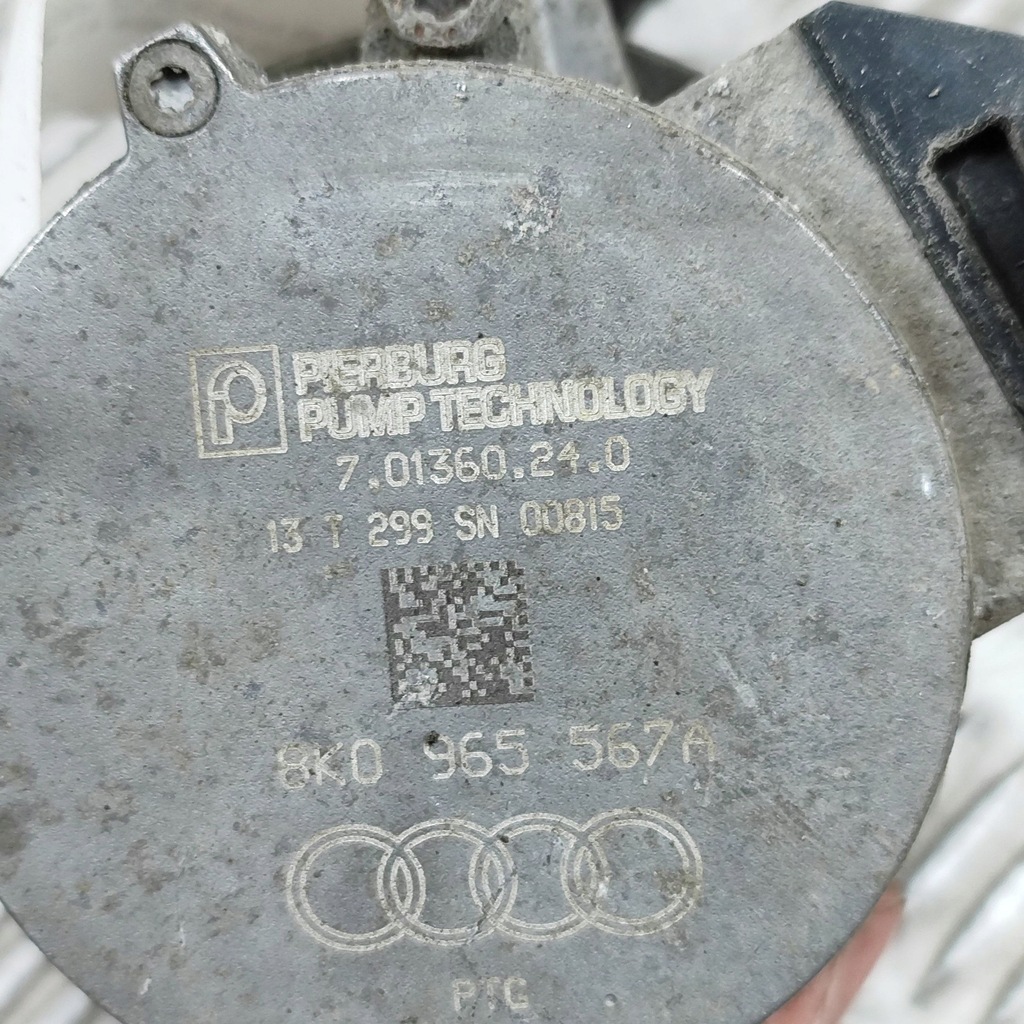 PIERBURG
PUMP TECHNOLOGY
7.01360.24.0
13 T 299 SN 00815
8K0 965 567A
PTG